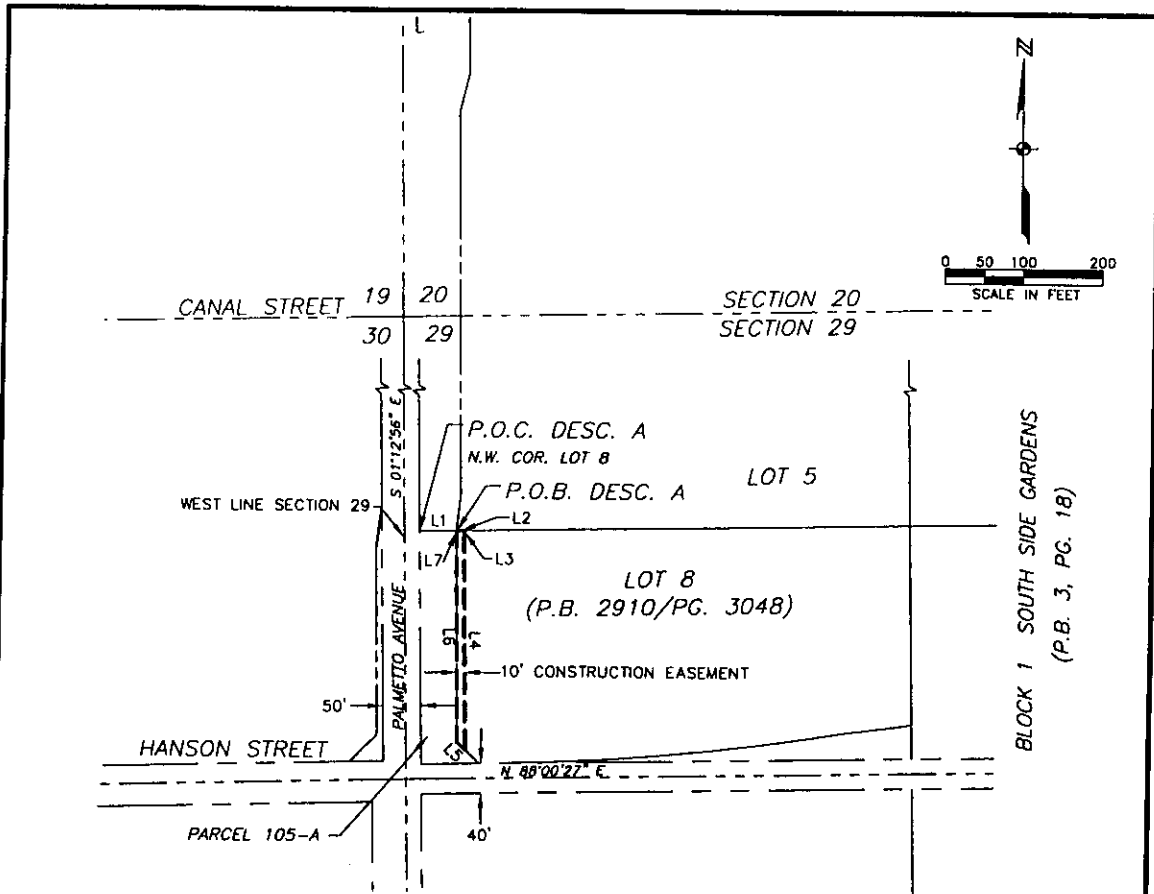 N
0 50 100 200
SCALE IN FEET
CANAL STREET 19 20
SECTION 20
30 29
SECTION 29
S 01°12'56" E
P.O.C. DESC. A
N.W. COR. LOT 8
P.O.B. DESC. A
LOT 5
WEST LINE SECTION 29
L1
L2
L7
L3
LOT 8
(P.B. 2910/PG. 3048)
PALMETTO AVENUE
L6
L4
10' CONSTRUCTION EASEMENT
50'
HANSON STREET
L5
N 88°00'27" E
PARCEL 105-A
40'
BLOCK 1 SOUTH SIDE GARDENS
(P.B. 3, PG. 18)